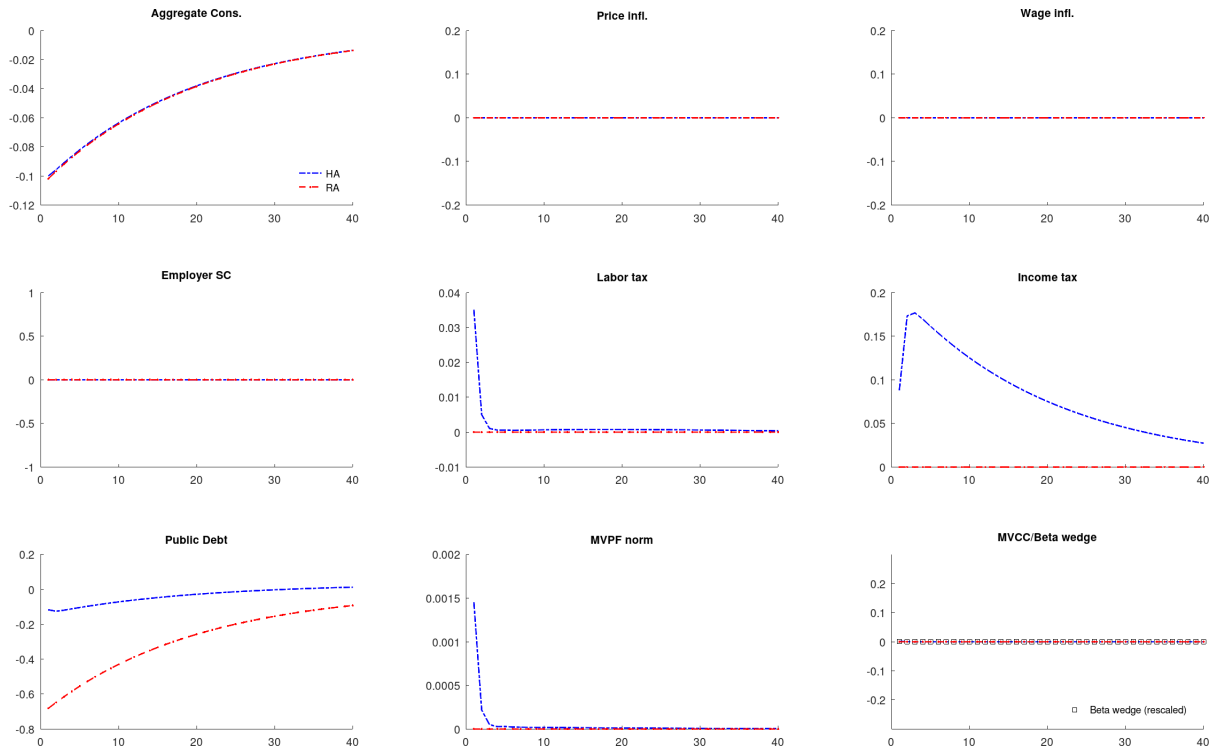 Aggregate Cons.
0
-0.02
-0.04
-0.06
-0.08
-0.1
-0.12
0 10 20 30 40
HA
RA
Price infl.
0.2
0.1
0
-0.1
-0.2
0 10 20 30 40
Wage infl.
0.2
0.1
0
-0.1
-0.2
0 10 20 30 40
Employer SC
1
0.5
0
-0.5
-1
0 10 20 30 40
Labor tax
0.04
0.03
0.02
0.01
0
-0.01
0 10 20 30 40
Income tax
0.2
0.15
0.1
0.05
0
0 10 20 30 40
Public Debt
0.2
0
-0.2
-0.4
-0.6
-0.8
0 10 20 30 40
MVPF norm
0.002
0.0015
0.001
0.0005
0
0 10 20 30 40
MVCC/Beta wedge
0.2
0.1
0
-0.1
-0.2
Beta wedge (rescaled)
0 10 20 30 40